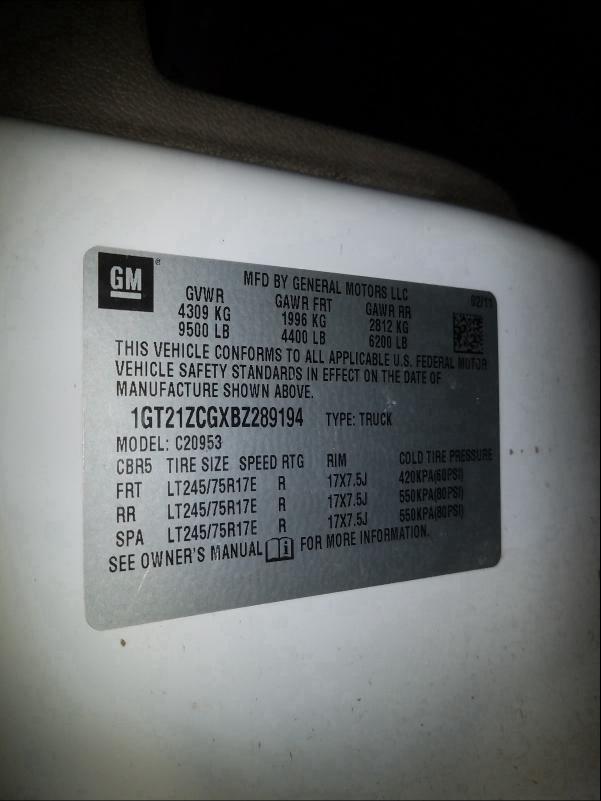 GM®
MFD BY GENERAL MOTORS LLC 02/11
GVWR GAWR FRT GAWR RR
4309 KG 1996 KG 2812 KG
9500 LB 4400 LB 6200 LB
THIS VEHICLE CONFORMS TO ALL APPLICABLE U.S. FEDERAL MOTOR
VEHICLE SAFETY STANDARDS IN EFFECT ON THE DATE OF
MANUFACTURE SHOWN ABOVE.
1GT21ZCGXBZ289194 TYPE: TRUCK
MODEL: C20953
CBR5 TIRE SIZE SPEED RTG RIM COLD TIRE PRESSURE
FRT LT245/75R17E R 17X7.5J 420KPA(60PSI)
RR LT245/75R17E R 17X7.5J 550KPA(80PSI)
SPA LT245/75R17E R 17X7.5J 550KPA(80PSI)
SEE OWNER'S MANUAL FOR MORE INFORMATION.